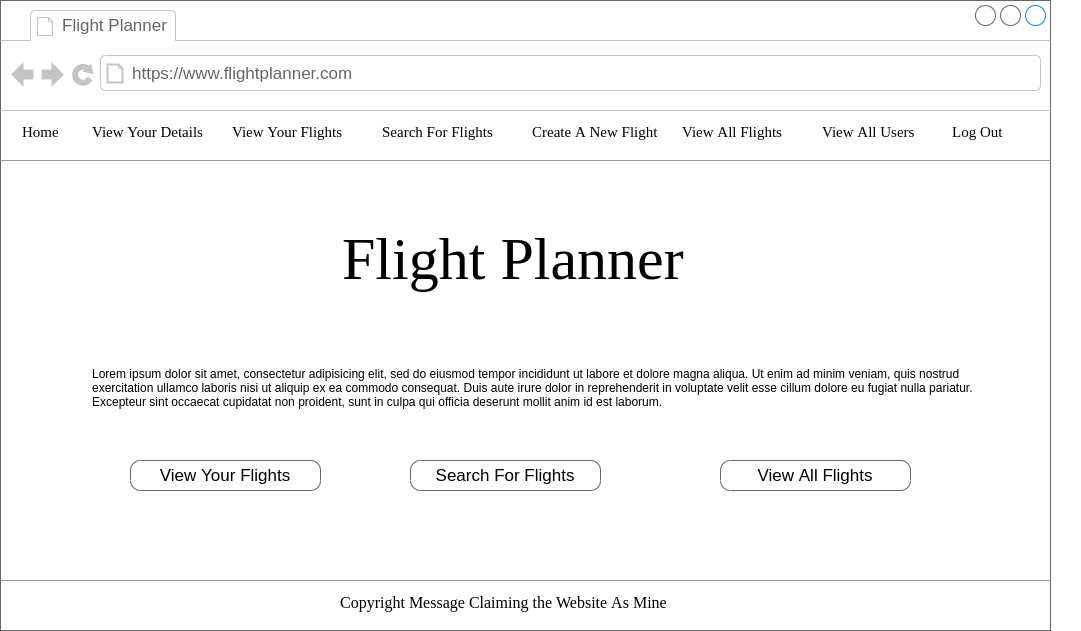 Flight Planner
https://www.flightplanner.com
Home View Your Details View Your Flights Search For Flights Create A New Flight View All Flights View All Users Log Out
Flight Planner
Lorem ipsum dolor sit amet, consectetur adipisicing elit, sed do eiusmod tempor incididunt ut labore et dolore magna aliqua. Ut enim ad minim veniam, quis nostrud
exercitation ullamco laboris nisi ut aliquip ex ea commodo consequat. Duis aute irure dolor in reprehenderit in voluptate velit esse cillum dolore eu fugiat nulla pariatur.
Excepteur sint occaecat cupidatat non proident, sunt in culpa qui officia deserunt mollit anim id est laborum.
View Your Flights Search For Flights View All Flights
Copyright Message Claiming the Website As Mine